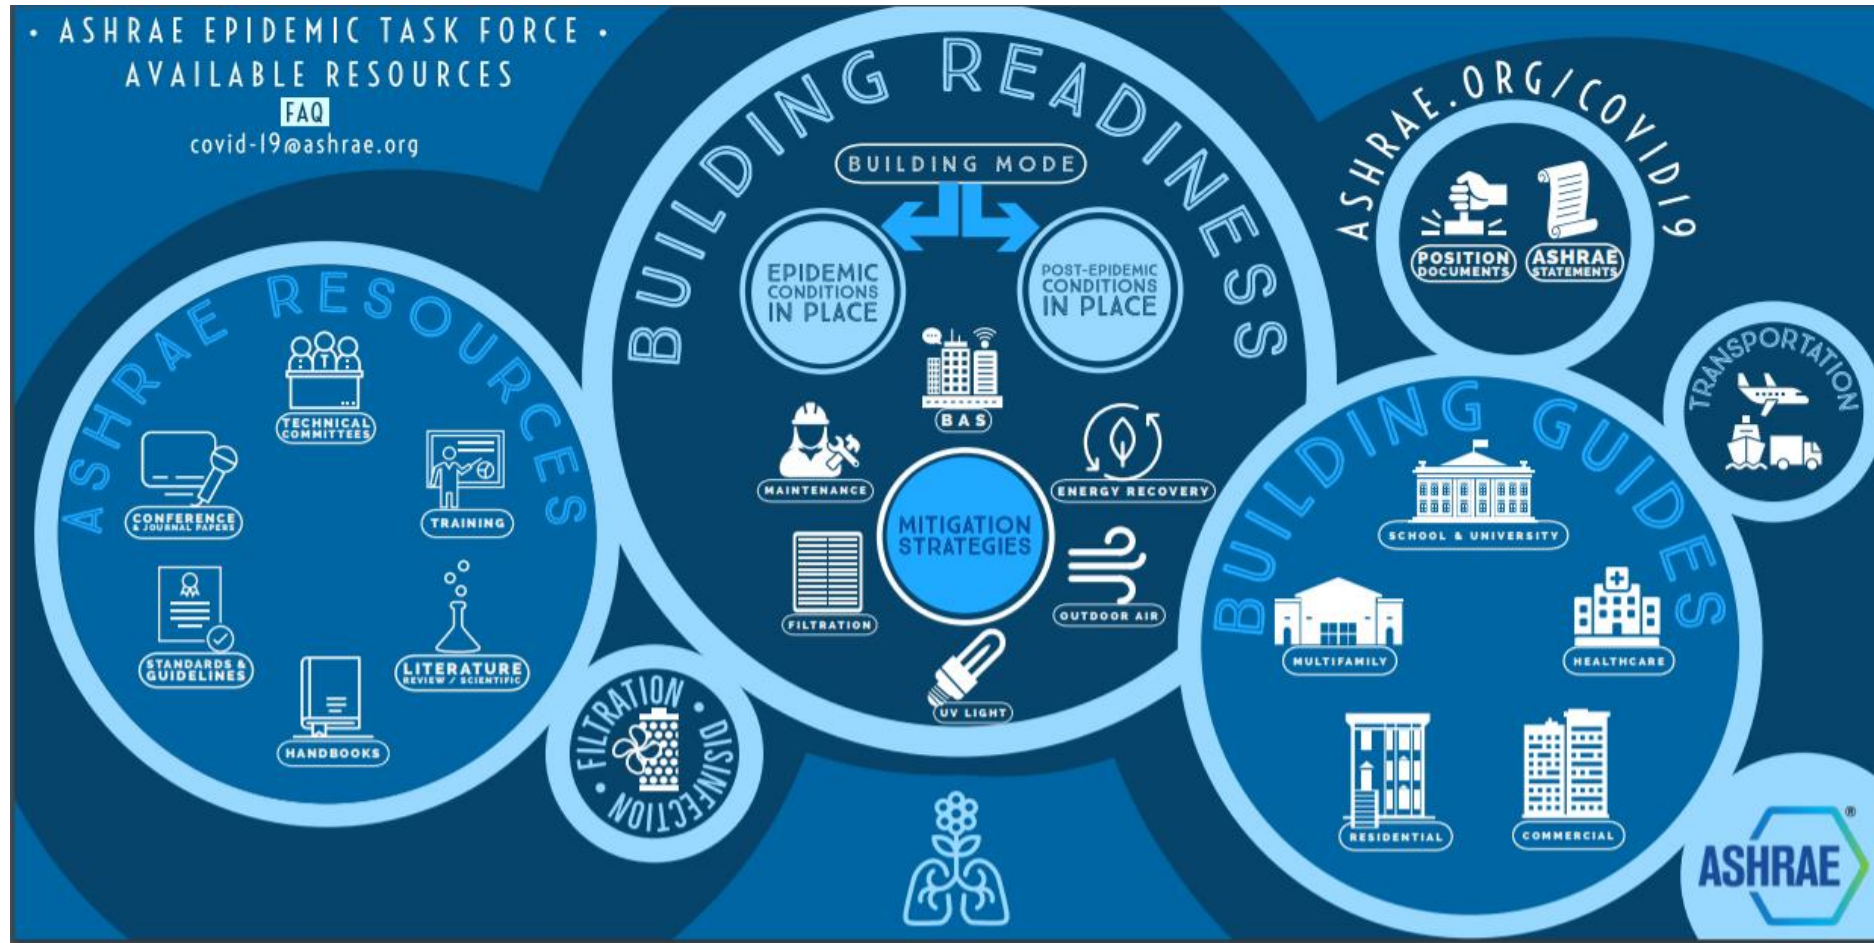 • ASHRAE EPIDEMIC TASK FORCE •
AVAILABLE RESOURCES
FAQ
covid-19@ashrae.org
ASHRAE RESOURCES
TECHNICAL
COMMITTEES
CONFERENCE
& JOURNAL PAPERS
TRAINING
STANDARDS &
GUIDELINES
LITERATURE
REVIEW / SCIENTIFIC
HANDBOOKS
FILTRATION • DISINFECTION •
BUILDING READINESS
BUILDING MODE
EPIDEMIC
CONDITIONS
IN PLACE
POST-EPIDEMIC
CONDITIONS
IN PLACE
BAS
MAINTENANCE
ENERGY RECOVERY
MITIGATION
STRATEGIES
FILTRATION
OUTDOOR AIR
UV LIGHT
ASHRAE.ORG/COVID19
POSITION
DOCUMENTS
ASHRAE
STATEMENTS
TRANSPORTATION
BUILDING GUIDES
SCHOOL & UNIVERSITY
MULTIFAMILY
HEALTHCARE
RESIDENTIAL
COMMERCIAL
ASHRAE®